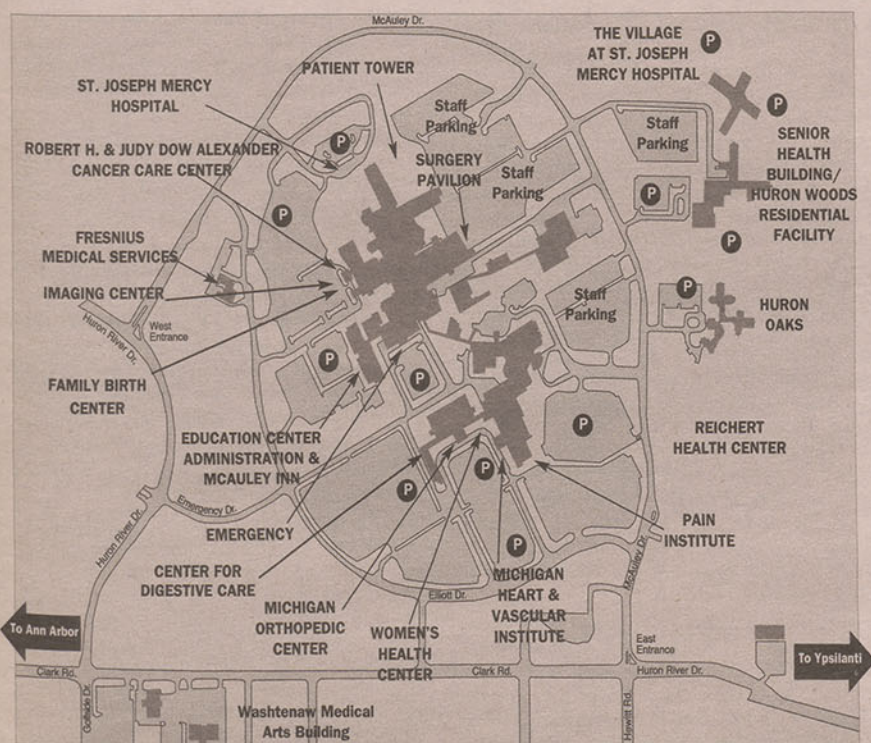 McAuley Dr.
THE VILLAGE
AT ST. JOSEPH
MERCY HOSPITAL
P
PATIENT TOWER
ST. JOSEPH MERCY
HOSPITAL
Staff
Parking
P
P
Staff
Parking
SENIOR
HEALTH
BUILDING/
HURON WOODS
RESIDENTIAL
FACILITY
ROBERT H. & JUDY DOW ALEXANDER
CANCER CARE CENTER
SURGERY
PAVILION
Staff
Parking
P
P
P
FRESNIUS
MEDICAL SERVICES
IMAGING CENTER
Staff
Parking
P
HURON
OAKS
Huron River Dr.
West
Entrance
P
P
FAMILY BIRTH
CENTER
P
REICHERT
HEALTH CENTER
EDUCATION CENTER
ADMINISTRATION &
MCAULEY INN
P
P
Huron River Dr.
Emergency Dr.
EMERGENCY
P
PAIN
INSTITUTE
CENTER FOR
DIGESTIVE CARE
McAuley Dr.
Elliott Dr.
MICHIGAN
ORTHOPEDIC
CENTER
WOMEN'S
HEALTH
CENTER
MICHIGAN
HEART &
VASCULAR
INSTITUTE
To Ann Arbor
East
Entrance
To Ypsilanti
Clark Rd.
Clark Rd.
Huron River Dr.
Golfside Dr.
Hewitt Rd.
Washtenaw Medical
Arts Building